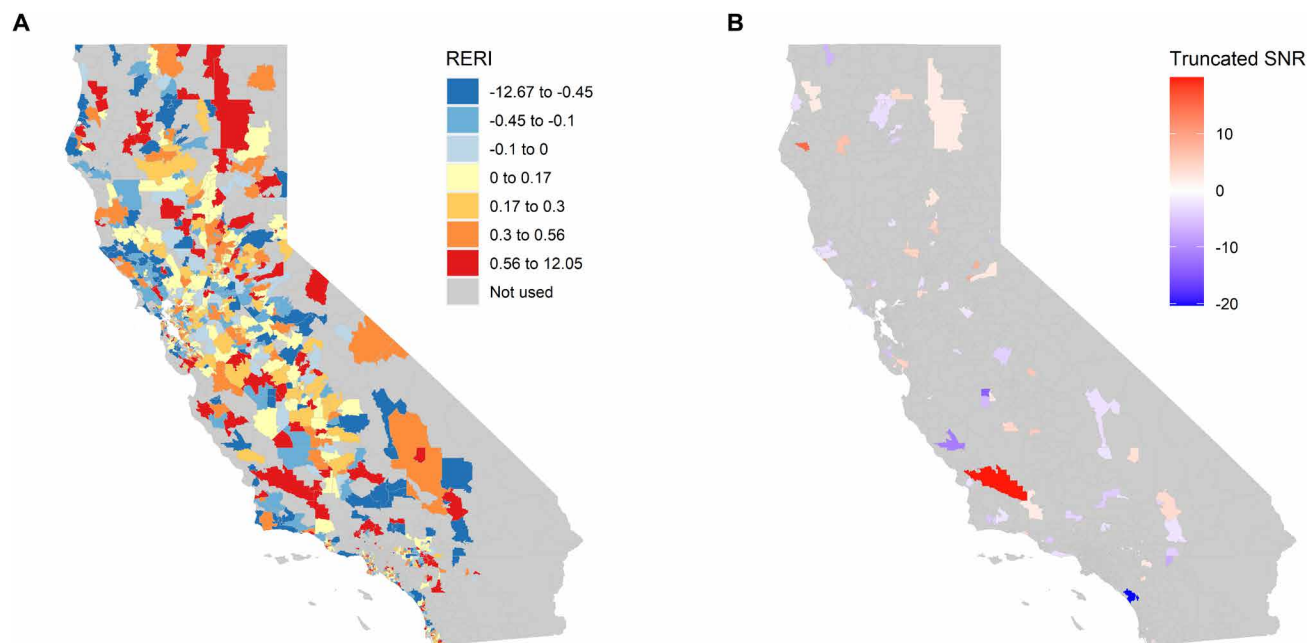 A
RERI
-12.67 to -0.45
-0.45 to -0.1
-0.1 to 0
0 to 0.17
0.17 to 0.3
0.3 to 0.56
0.56 to 12.05
Not used
B
Truncated SNR
10
0
-10
-20